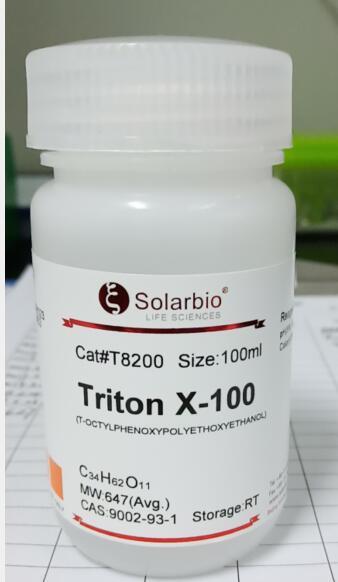 Solarbio®
LIFE SCIENCES
Cat#T8200 Size:100ml
Triton X-100
(T-OCTYLPHENOXYPOLYETHOXYETHANOL)
C34H62O11
MW:647(Avg.)
CAS:9002-93-1 Storage:RT